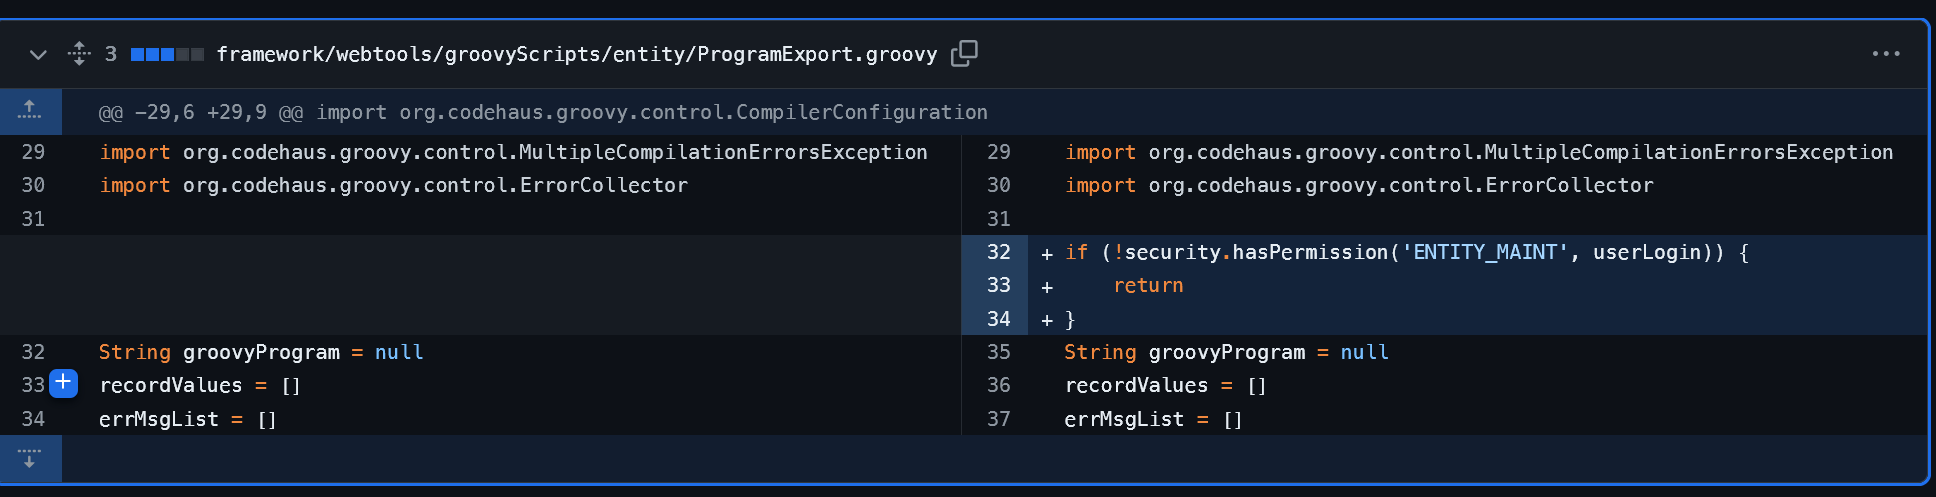 3 framework/webtools/groovyScripts/entity/ProgramExport.groovy
@@ -29,6 +29,9 @@ import org.codehaus.groovy.control.CompilerConfiguration
29 import org.codehaus.groovy.control.MultipleCompilationErrorsException
30 import org.codehaus.groovy.control.ErrorCollector
31
32 String groovyProgram = null
33 recordValues = []
34 errMsgList = []
29 import org.codehaus.groovy.control.MultipleCompilationErrorsException
30 import org.codehaus.groovy.control.ErrorCollector
31
32 + if (!security.hasPermission('ENTITY_MAINT', userLogin)) {
33 +     return
34 + }
35 String groovyProgram = null
36 recordValues = []
37 errMsgList = []